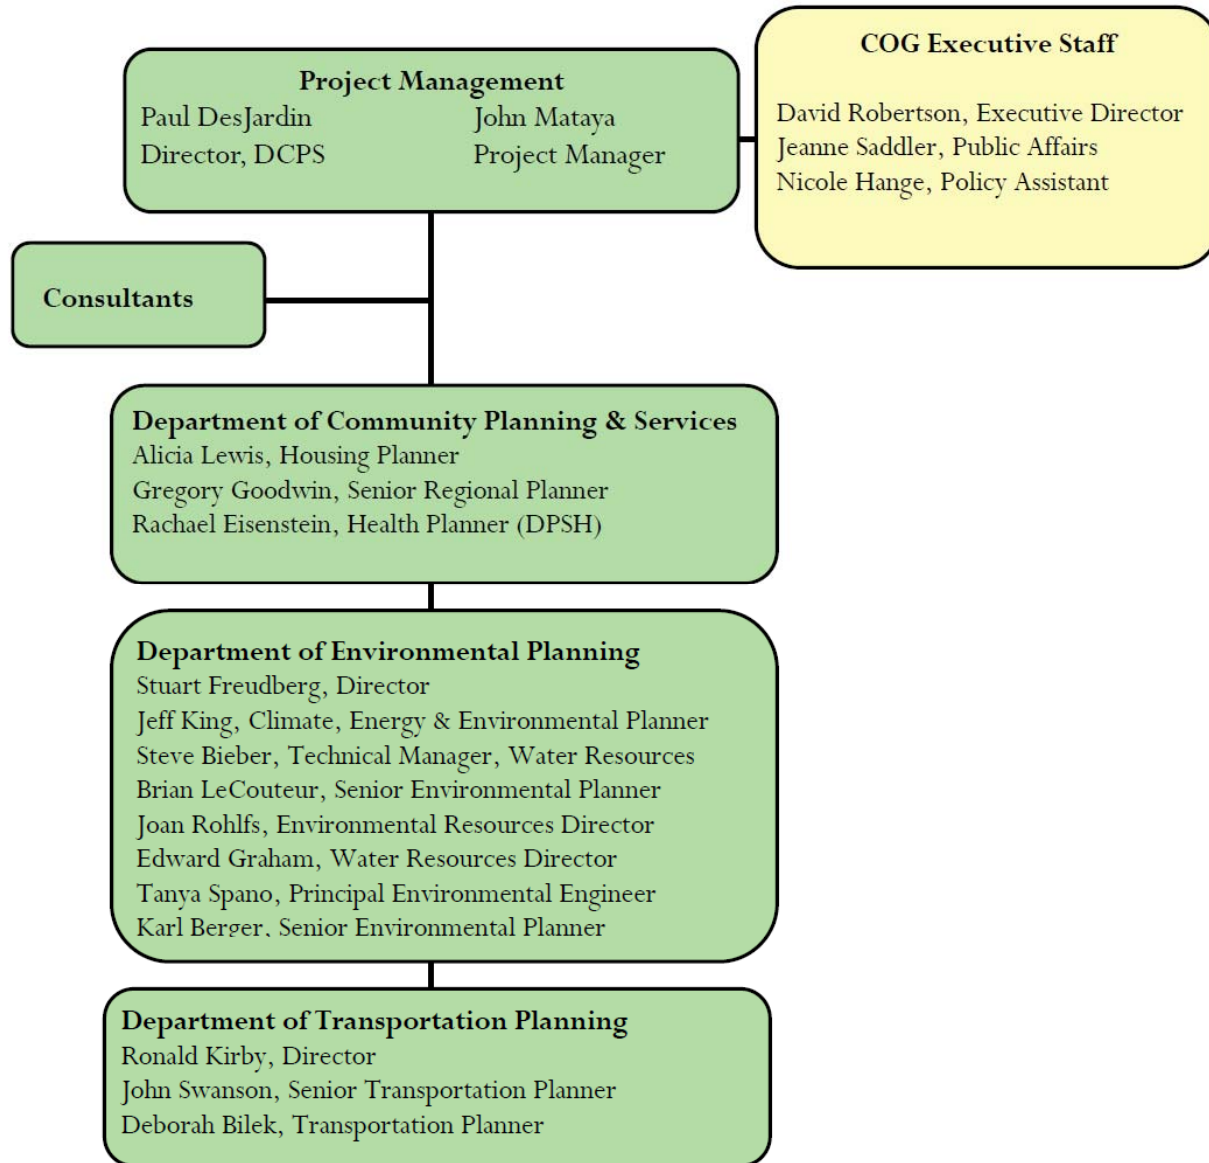 Project Management
Paul DesJardin John Mataya
Director, DCPS Project Manager
COG Executive Staff
David Robertson, Executive Director
Jeanne Saddler, Public Affairs
Nicole Hange, Policy Assistant
Consultants
Department of Community Planning & Services
Alicia Lewis, Housing Planner
Gregory Goodwin, Senior Regional Planner
Rachael Eisenstein, Health Planner (DPSH)
Department of Environmental Planning
Stuart Freudberg, Director
Jeff King, Climate, Energy & Environmental Planner
Steve Bieber, Technical Manager, Water Resources
Brian LeCouteur, Senior Environmental Planner
Joan Rohlfs, Environmental Resources Director
Edward Graham, Water Resources Director
Tanya Spano, Principal Environmental Engineer
Karl Berger, Senior Environmental Planner
Department of Transportation Planning
Ronald Kirby, Director
John Swanson, Senior Transportation Planner
Deborah Bilek, Transportation Planner